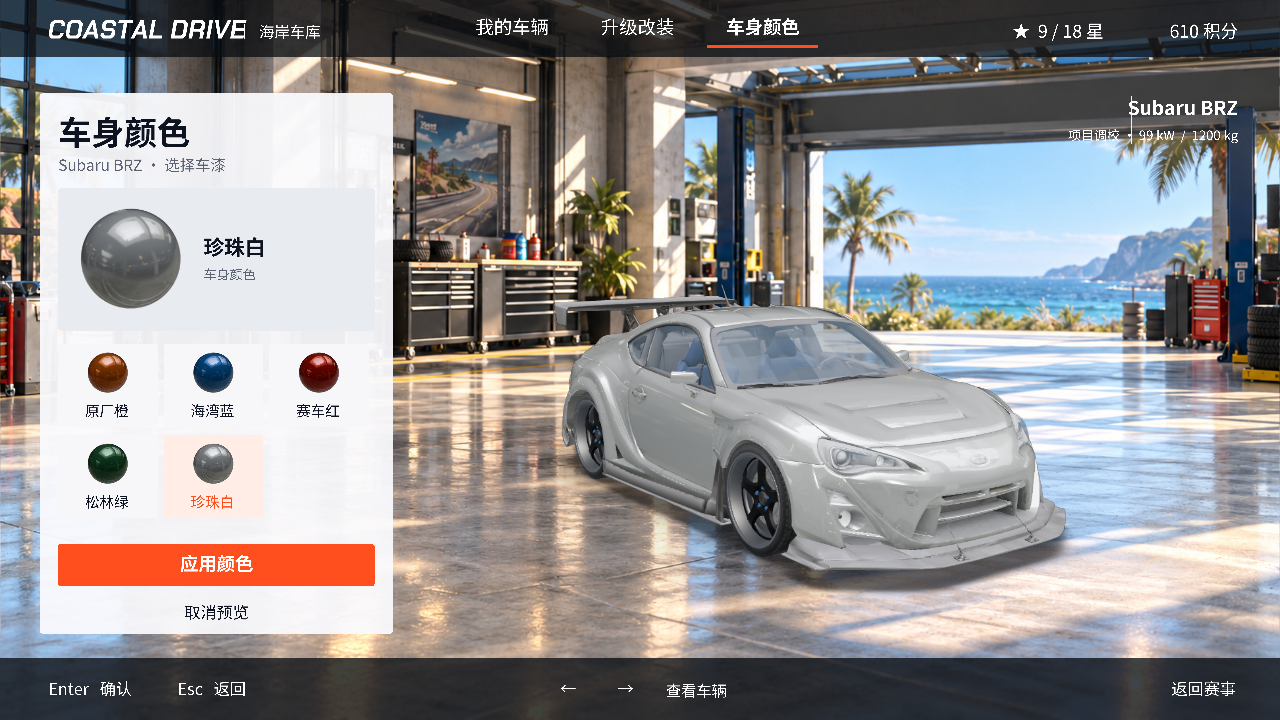 COASTAL DRIVE 海岸车库
我的车辆 升级改装 车身颜色
★ 9 / 18 星 610 积分
Subaru BRZ
项目调校 · 99 kW / 1200 kg
车身颜色
Subaru BRZ · 选择车漆
珍珠白
车身颜色
原厂橙 海湾蓝 赛车红
松林绿 珍珠白
应用颜色
取消预览
Enter 确认 Esc 返回 ← → 查看车辆 返回赛事